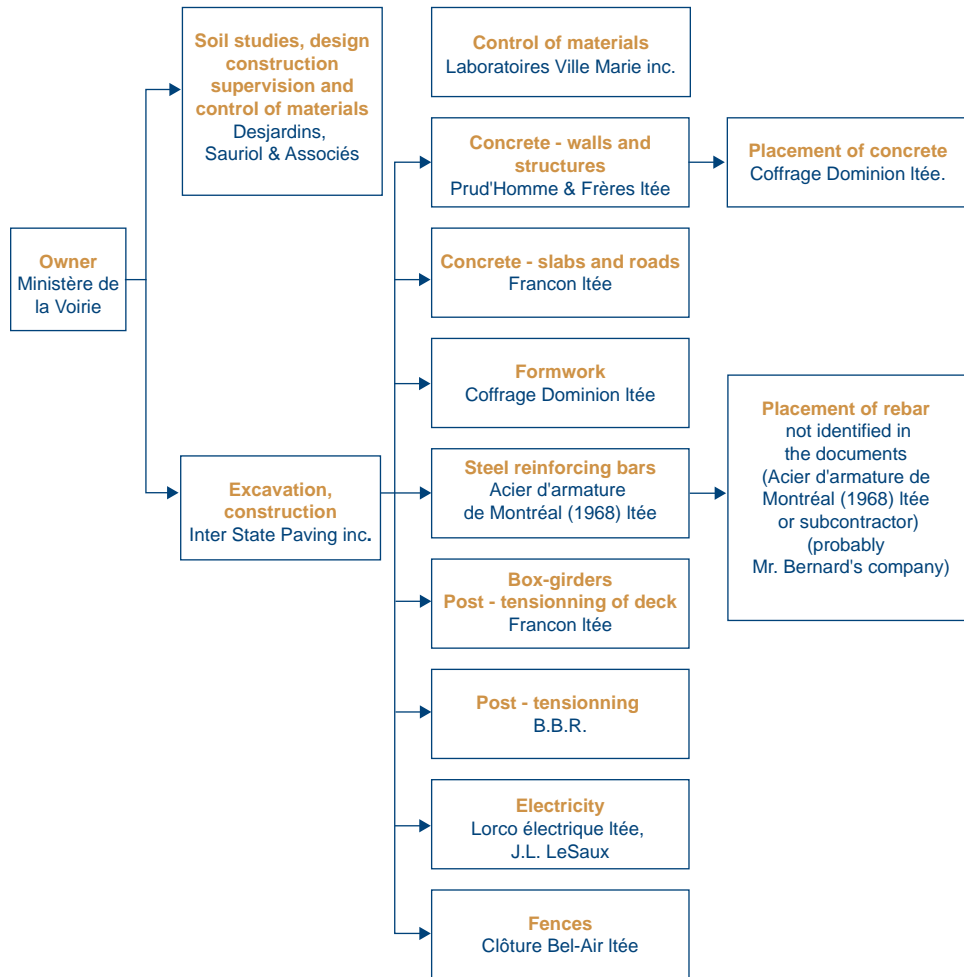 Owner
Ministère de
la Voirie
Soil studies, design
construction
supervision and
control of materials
Desjardins,
Sauriol & Associés
Excavation,
construction
Inter State Paving inc.
Control of materials
Laboratoires Ville Marie inc.
Concrete - walls and
structures
Prud'Homme & Frères ltée
Placement of concrete
Coffrage Dominion ltée.
Concrete - slabs and roads
Francon ltée
Formwork
Coffrage Dominion ltée
Steel reinforcing bars
Acier d'armature
de Montréal (1968) ltée
Placement of rebar
not identified in
the documents
(Acier d'armature de
Montréal (1968) ltée
or subcontractor)
(probably
Mr. Bernard's company)
Box-girders
Post - tensionning of deck
Francon ltée
Post - tensionning
B.B.R.
Electricity
Lorco électrique ltée,
J.L. LeSaux
Fences
Clôture Bel-Air ltée